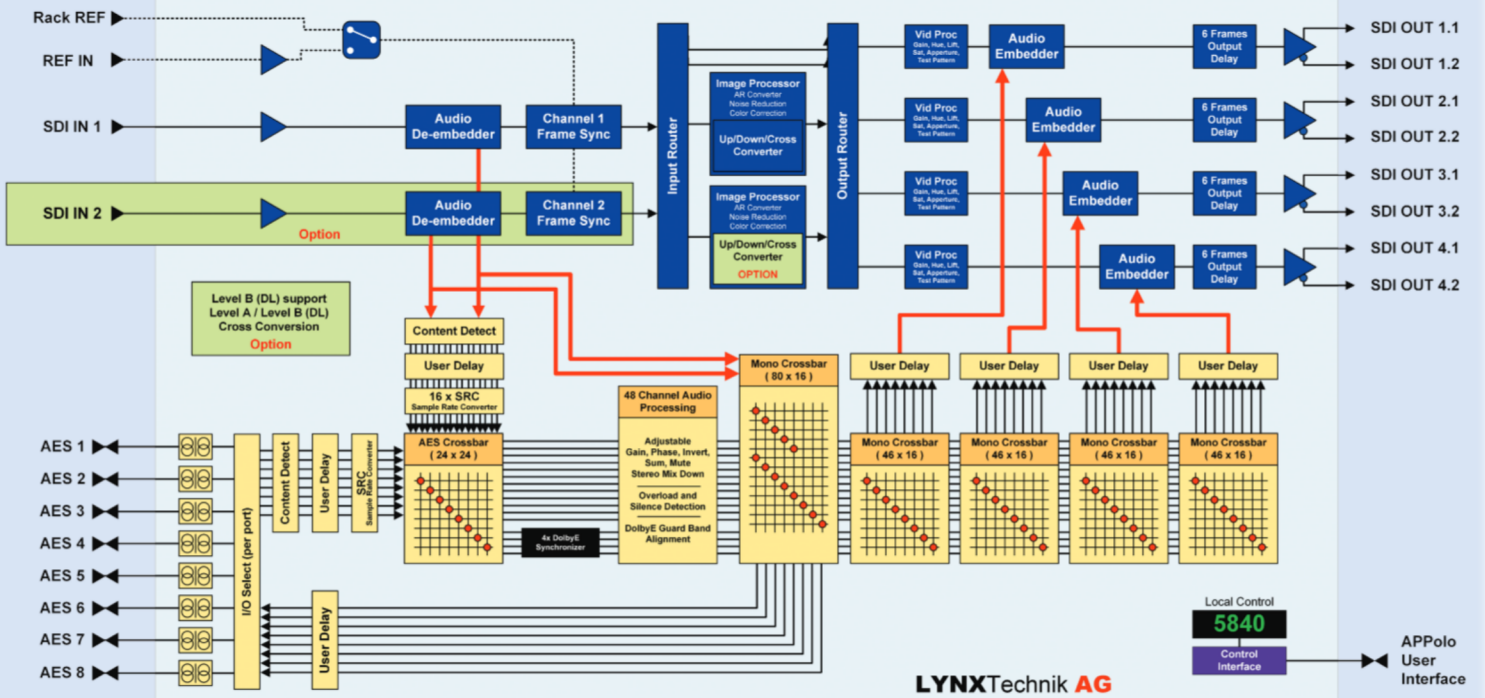 Rack REF
REF IN
SDI IN 1
Audio
De-embedder
Channel 1
Frame Sync
SDI IN 2
Audio
De-embedder
Channel 2
Frame Sync
Option
Level B (DL) support
Level A / Level B (DL)
Cross Conversion
Option
Input Router
Image Processor
AR Converter
Noise Reduction
Color Correction
Up/Down/Cross
Converter
Image Processor
AR Converter
Noise Reduction
Color Correction
Up/Down/Cross
Converter
OPTION
Output Router
Vid Proc
Gain, Hue, Lift,
Sat, Apperture,
Test Pattern
Audio
Embedder
6 Frames
Output
Delay
SDI OUT 1.1
SDI OUT 1.2
Vid Proc
Gain, Hue, Lift,
Sat, Apperture,
Test Pattern
Audio
Embedder
6 Frames
Output
Delay
SDI OUT 2.1
SDI OUT 2.2
Vid Proc
Gain, Hue, Lift,
Sat, Apperture,
Test Pattern
Audio
Embedder
6 Frames
Output
Delay
SDI OUT 3.1
SDI OUT 3.2
Vid Proc
Gain, Hue, Lift,
Sat, Apperture,
Test Pattern
Audio
Embedder
6 Frames
Output
Delay
SDI OUT 4.1
SDI OUT 4.2
Content Detect
User Delay
16 x SRC
Sample Rate Converter
AES Crossbar
( 24 x 24 )
4x DolbyE
Synchronizer
48 Channel Audio
Processing
Adjustable
Gain, Phase, Invert,
Sum, Mute
Stereo Mix Down
Overload and
Silence Detection
DolbyE Guard Band
Alignment
Mono Crossbar
( 80 x 16 )
User Delay
User Delay
User Delay
User Delay
Mono Crossbar
( 46 x 16 )
Mono Crossbar
( 46 x 16 )
Mono Crossbar
( 46 x 16 )
Mono Crossbar
( 46 x 16 )
AES 1
AES 2
AES 3
AES 4
AES 5
AES 6
AES 7
AES 8
I/O Select (per port)
Content Detect
User Delay
SRC
Sample Rate Converter
User Delay
Local Control
5840
Control
Interface
APPolo
User
Interface
LYNXTechnik AG